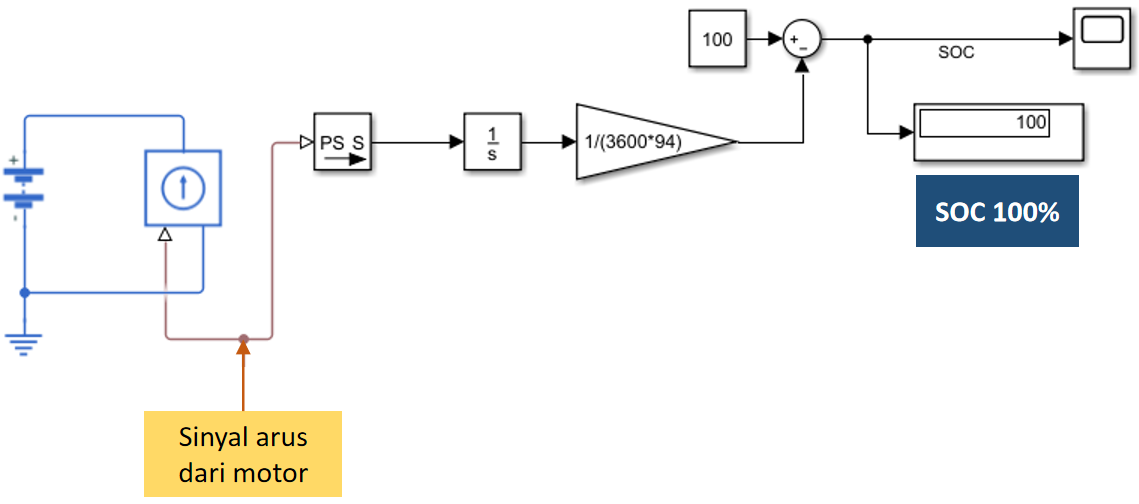 100
+
−
SOC
100
SOC 100%
+
-
PS S
1
s
1/(3600*94)
Sinyal arus
dari motor